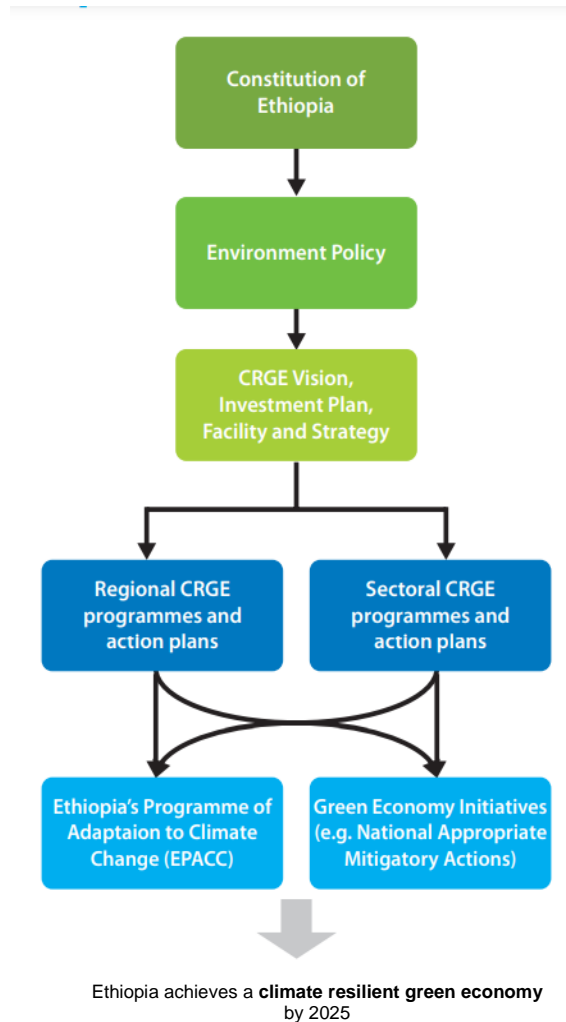 Constitution of
Ethiopia
Environment Policy
CRGE Vision,
Investment Plan,
Facility and Strategy
Regional CRGE
programmes and
action plans
Sectoral CRGE
programmes and
action plans
Ethiopia's Programme of
Adaptaion to Climate
Change (EPACC)
Green Economy Initiatives
(e.g. National Appropriate
Mitigatory Actions)
Ethiopia achieves a climate resilient green economy
by 2025